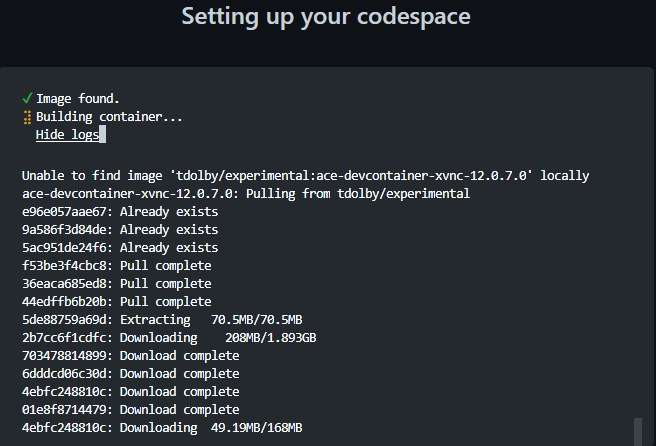 Setting up your codespace
✓ Image found.
⣿ Building container...
Hide logs
Unable to find image 'tdolby/experimental:ace-devcontainer-xvnc-12.0.7.0' locally
ace-devcontainer-xvnc-12.0.7.0: Pulling from tdolby/experimental
e96e057aae67: Already exists
9a586f3d84de: Already exists
5ac951de24f6: Already exists
f53be3f4cbc8: Pull complete
36eaca685ed8: Pull complete
44edffb6b20b: Pull complete
5de88759a69d: Extracting   70.5MB/70.5MB
2b7cc6f1cdfc: Downloading    208MB/1.893GB
703478814899: Download complete
6dddcd06c30d: Download complete
4ebfc248810c: Download complete
01e8f8714479: Download complete
4ebfc248810c: Downloading  49.19MB/168MB